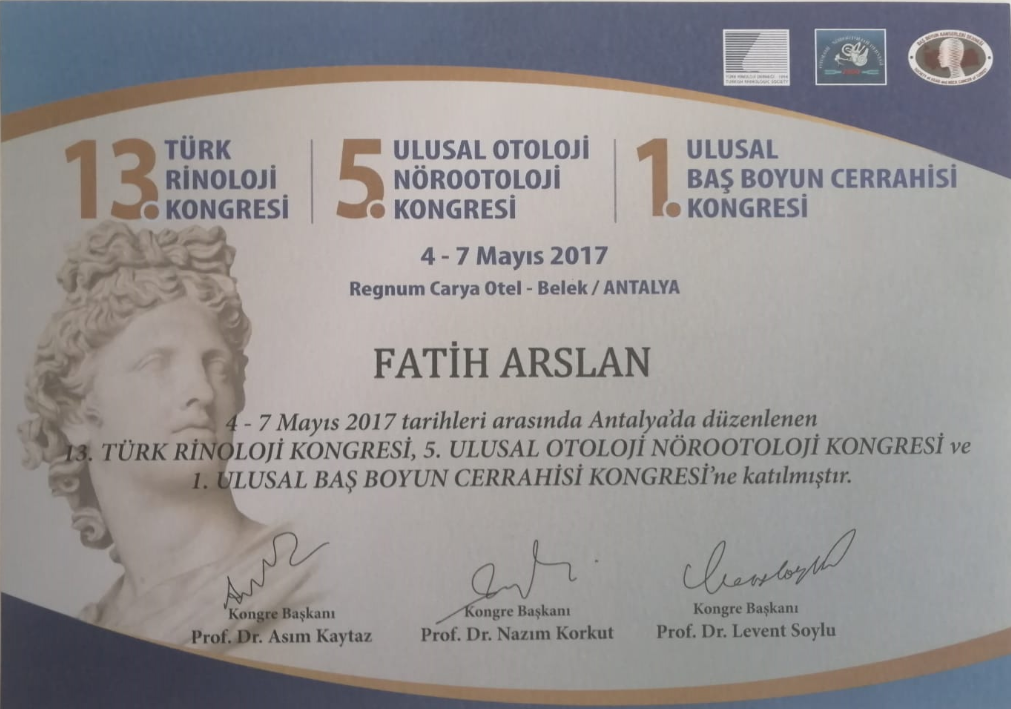 13. TÜRK RİNOLOJİ KONGRESİ
5. ULUSAL OTOLOJİ NÖROOTOLOJİ KONGRESİ
1. ULUSAL BAŞ BOYUN CERRAHİSİ KONGRESİ
4 - 7 Mayıs 2017
Regnum Carya Otel - Belek / ANTALYA
FATİH ARSLAN
4 - 7 Mayıs 2017 tarihleri arasında Antalya'da düzenlenen
13. TÜRK RİNOLOJİ KONGRESİ, 5. ULUSAL OTOLOJİ NÖROOTOLOJİ KONGRESİ ve
1. ULUSAL BAŞ BOYUN CERRAHİSİ KONGRESİ'ne katılmıştır.
Kongre Başkanı
Prof. Dr. Asım Kaytaz
Kongre Başkanı
Prof. Dr. Nazım Korkut
Kongre Başkanı
Prof. Dr. Levent Soylu